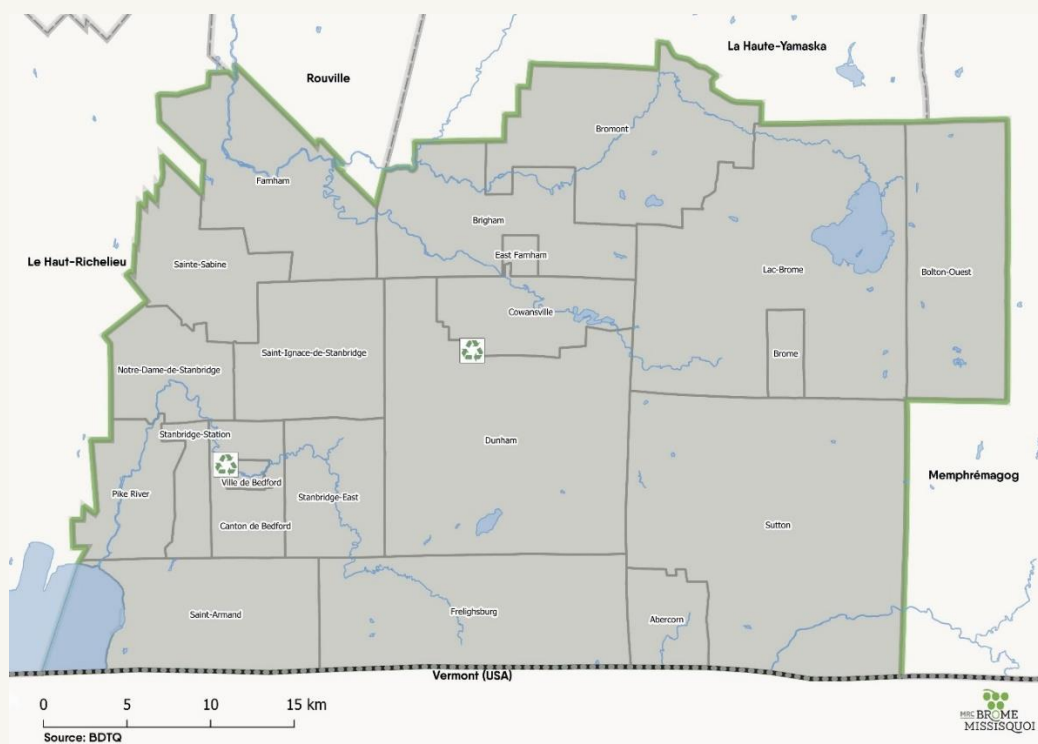 La Haute-Yamaska
Rouville
Bromont
Farnham
Brigham
East Farnham
Le Haut-Richelieu
Sainte-Sabine
Lac-Brome
Bolton-Ouest
Cowansville
Saint-Ignace-de-Stanbridge
Brome
Notre-Dame-de-Stanbridge
Stanbridge-Station
Dunham
Memphrémagog
Ville de Bedford
Pike River
Stanbridge-East
Canton de Bedford
Sutton
Saint-Armand
Frelighsburg
Abercorn
Vermont (USA)
0 5 10 15 km
Source: BDTQ
MRC BROME
MISSISQUOI